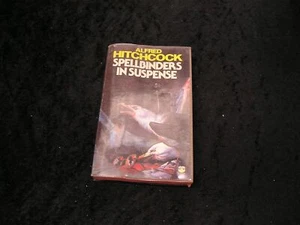 ALFRED
HITCHCOCK
SPELLBINDERS
IN SUSPENSE